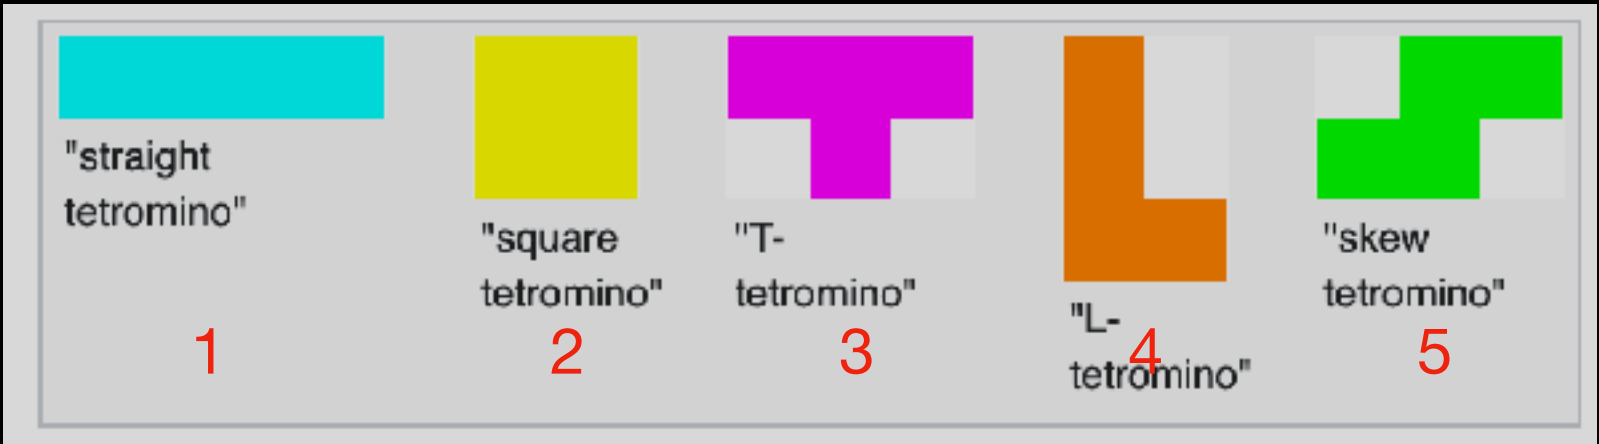 "straight
tetromino"
1
"square
tetromino"
2
"T-
tetromino"
3
"L-
tetromino"
4
"skew
tetromino"
5